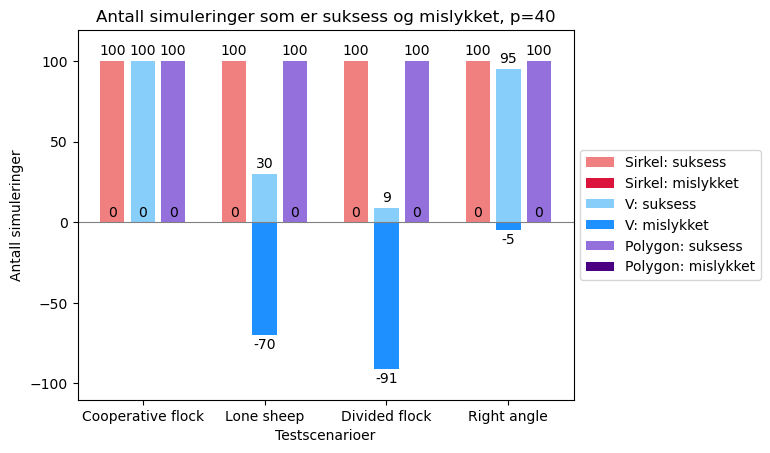 Antall simuleringer som er suksess og mislykket, p=40
Antall simuleringer
100
50
0
−50
−100
100 100 100 100 100 100 100 100 95 100
30
9
0 0 0 0 0 0 0 0 0
-5
-70
-91
Cooperative flock
Lone sheep
Divided flock
Right angle
Testscenarioer
Sirkel: suksess
Sirkel: mislykket
V: suksess
V: mislykket
Polygon: suksess
Polygon: mislykket